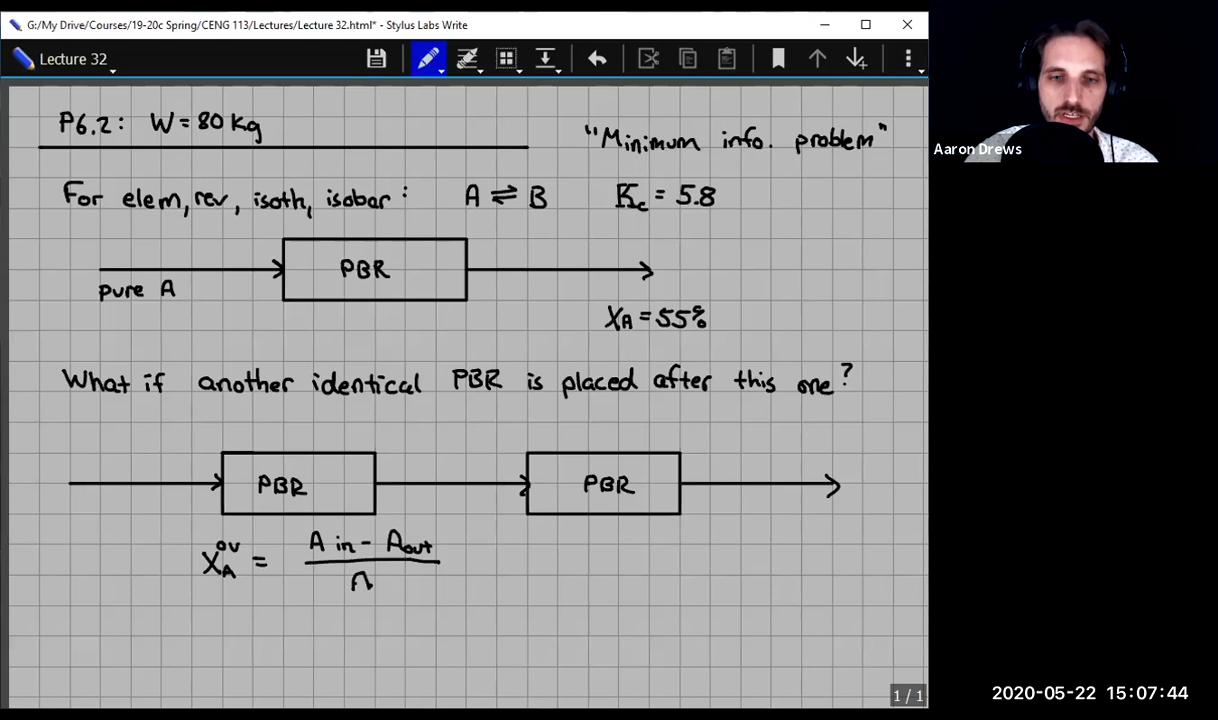 G:/My Drive/Courses/19-20c Spring/CENG 113/Lectures/Lecture 32.html* - Stylus Labs Write
Lecture 32
P6.2: W = 80 kg
"Minimum info. problem"
For elem, rev, isoth, isobar: A ⇌ B Kc = 5.8
PBR
pure A
XA = 55%
What if another identical PBR is placed after this one?
PBR PBR
X_A^ov = A in - A out
1 / 1
Aaron Drews
2020-05-22 15:07:44